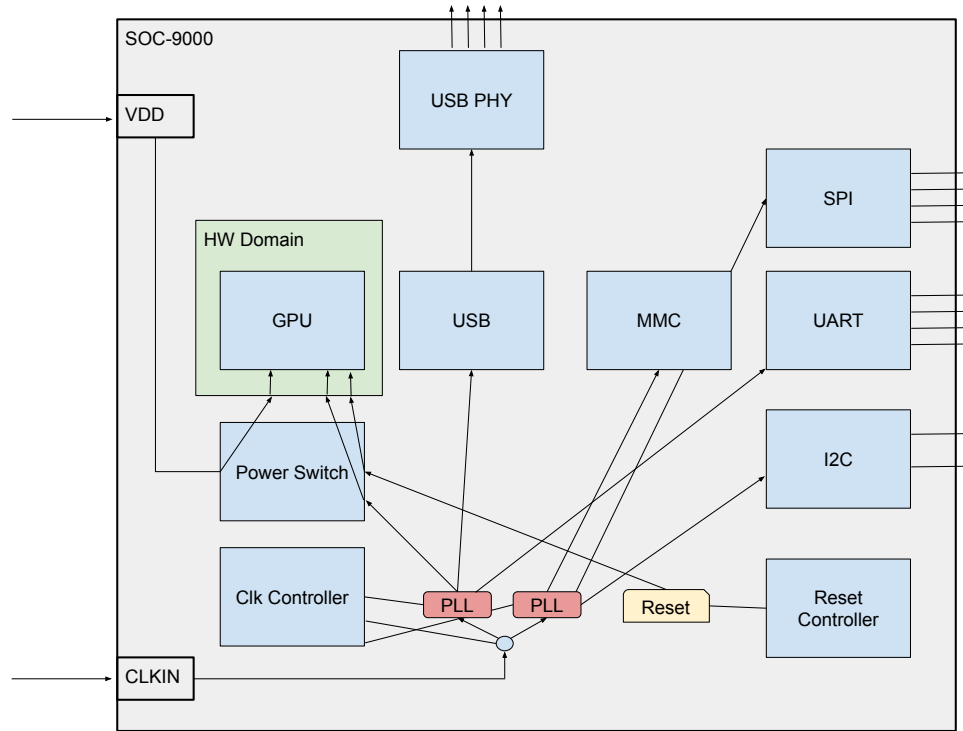 SOC-9000
USB PHY
VDD
SPI
HW Domain
GPU
USB
MMC
UART
Power Switch
I2C
Clk Controller
PLL
PLL
Reset
Reset
Controller
CLKIN